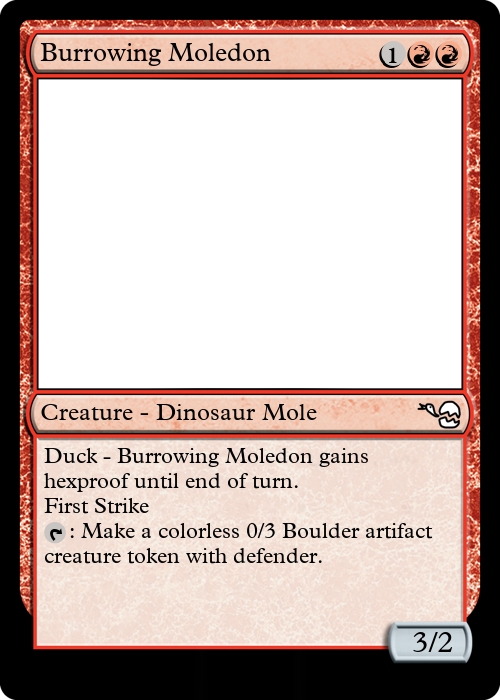 Burrowing Moledon 1
Creature - Dinosaur Mole
Duck - Burrowing Moledon gains
hexproof until end of turn.
First Strike
: Make a colorless 0/3 Boulder artifact
creature token with defender.
3/2